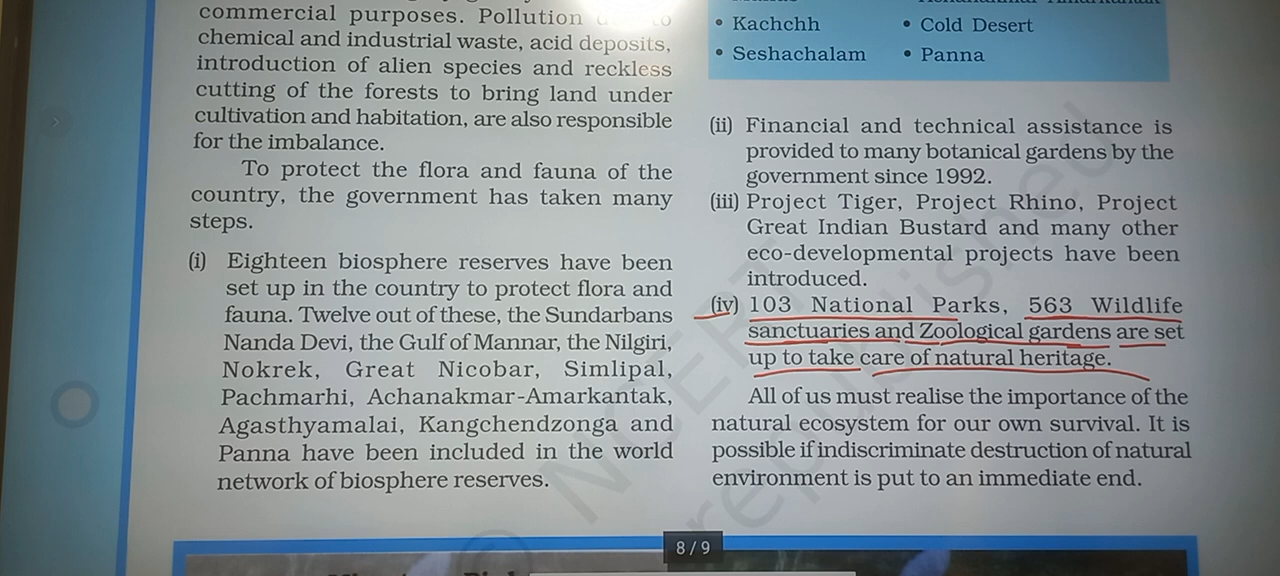 commercial purposes. Pollution
chemical and industrial waste, acid deposits,
introduction of alien species and reckless
cutting of the forests to bring land under
cultivation and habitation, are also responsible
for the imbalance.
To protect the flora and fauna of the
country, the government has taken many
steps.
(i) Eighteen biosphere reserves have been
set up in the country to protect flora and
fauna. Twelve out of these, the Sundarbans
Nanda Devi, the Gulf of Mannar, the Nilgiri,
Nokrek, Great Nicobar, Simlipal,
Pachmarhi, Achanakmar-Amarkantak,
Agasthyamalai, Kangchendzonga and
Panna have been included in the world
network of biosphere reserves.
• Kachchh • Cold Desert
• Seshachalam • Panna
(ii) Financial and technical assistance is
provided to many botanical gardens by the
government since 1992.
(iii) Project Tiger, Project Rhino, Project
Great Indian Bustard and many other
eco-developmental projects have been
introduced.
(iv) 103 National Parks, 563 Wildlife
sanctuaries and Zoological gardens are set
up to take care of natural heritage.
All of us must realise the importance of the
natural ecosystem for our own survival. It is
possible if indiscriminate destruction of natural
environment is put to an immediate end.
© NCERT
republished
8 / 9